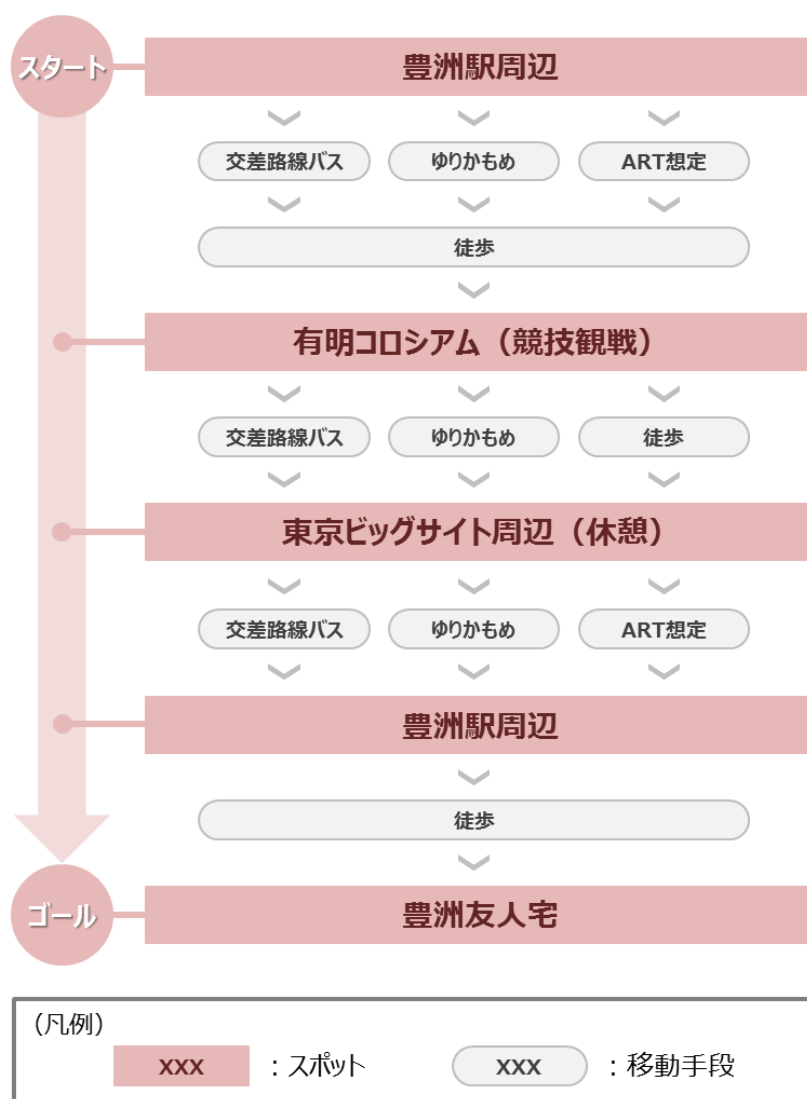 スタート
豊洲駅周辺
交差路線バス ゆりかもめ ART想定
徒歩
有明コロシアム（競技観戦）
交差路線バス ゆりかもめ 徒歩
東京ビッグサイト周辺（休憩）
交差路線バス ゆりかもめ ART想定
豊洲駅周辺
徒歩
ゴール
豊洲友人宅
（凡例）
XXX ：スポット XXX ：移動手段